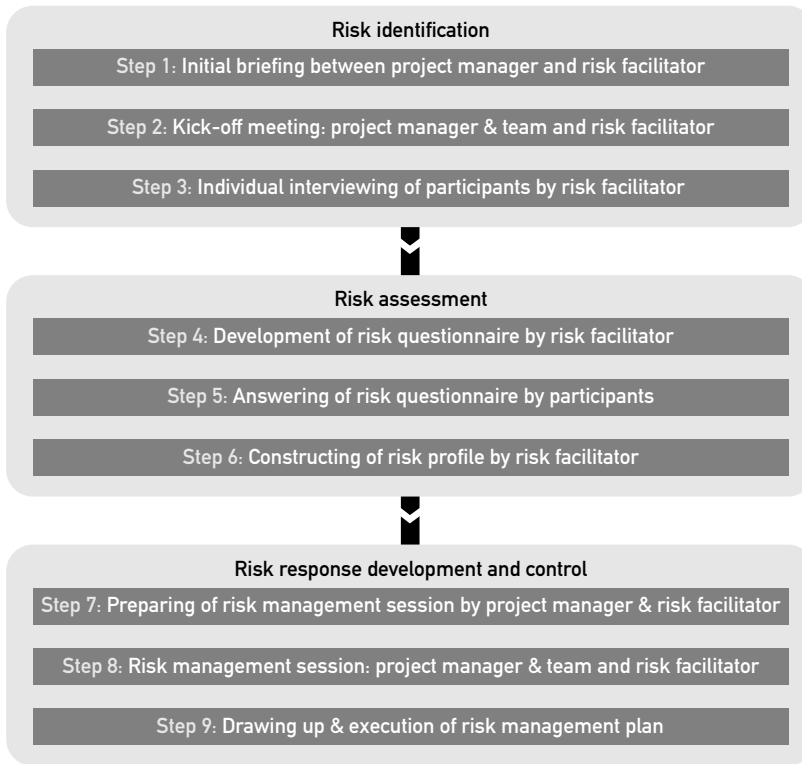 Risk identification
Step 1: Initial briefing between project manager and risk facilitator
Step 2: Kick-off meeting: project manager & team and risk facilitator
Step 3: Individual interviewing of participants by risk facilitator
Risk assessment
Step 4: Development of risk questionnaire by risk facilitator
Step 5: Answering of risk questionnaire by participants
Step 6: Constructing of risk profile by risk facilitator
Risk response development and control
Step 7: Preparing of risk management session by project manager & risk facilitator
Step 8: Risk management session: project manager & team and risk facilitator
Step 9: Drawing up & execution of risk management plan